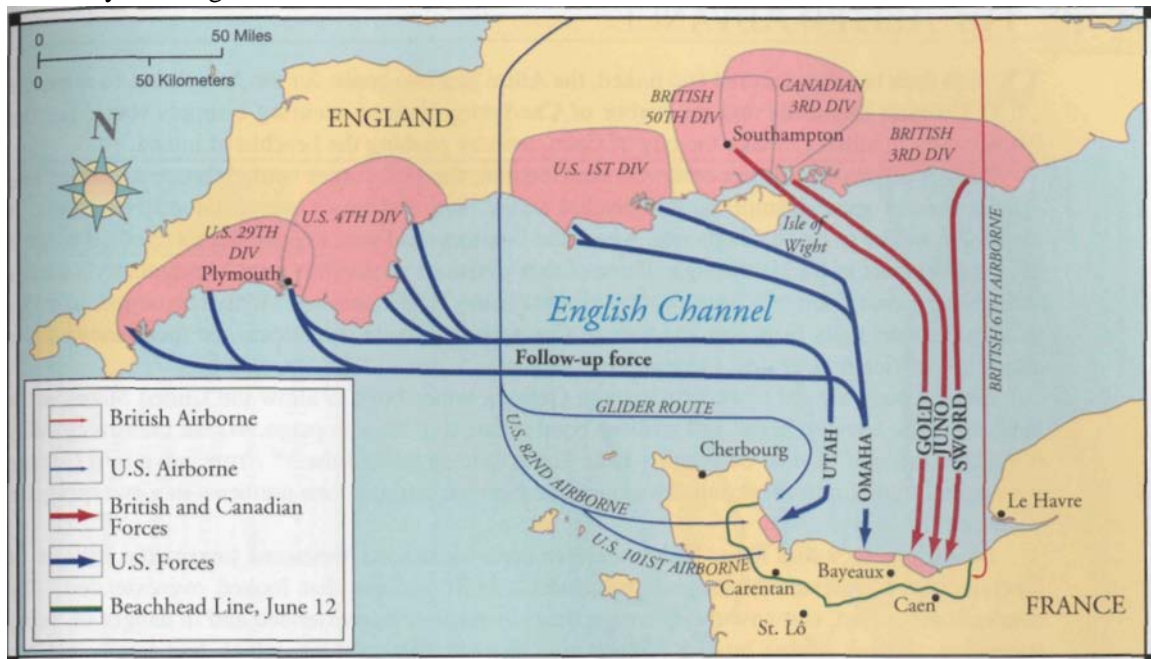 0
50 Miles
0
50 Kilometers
N
ENGLAND
BRITISH
50TH DIV
CANADIAN
3RD DIV
Southampton
BRITISH
3RD DIV
U.S. 1ST DIV
U.S. 4TH DIV
U.S. 29TH
DIV
Plymouth
Isle of
Wight
English Channel
BRITISH 6TH AIRBORNE
Follow-up force
GLIDER ROUTE
U.S. 82ND AIRBORNE
U.S. 101ST AIRBORNE
Cherbourg
UTAH
OMAHA
GOLD
JUNO
SWORD
Le Havre
Carentan
Bayeaux
Caen
St. Lô
FRANCE
British Airborne
U.S. Airborne
British and Canadian
Forces
U.S. Forces
Beachhead Line, June 12